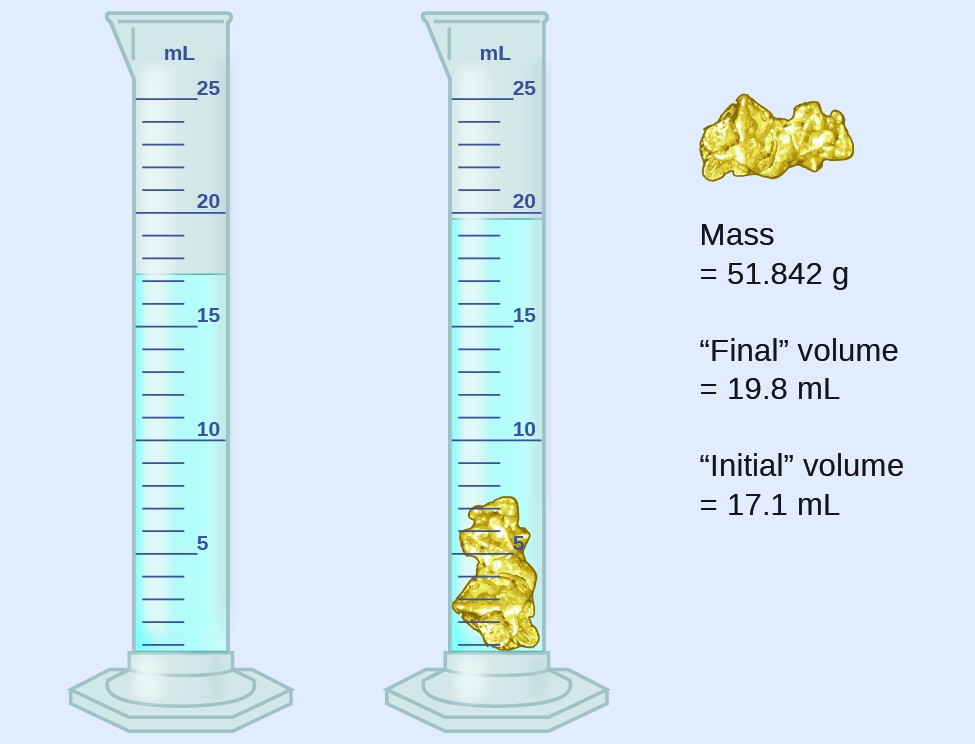 mL
25
20
15
10
5
mL
25
20
15
10
5
Mass
= 51.842 g
“Final” volume
= 19.8 mL
“Initial” volume
= 17.1 mL